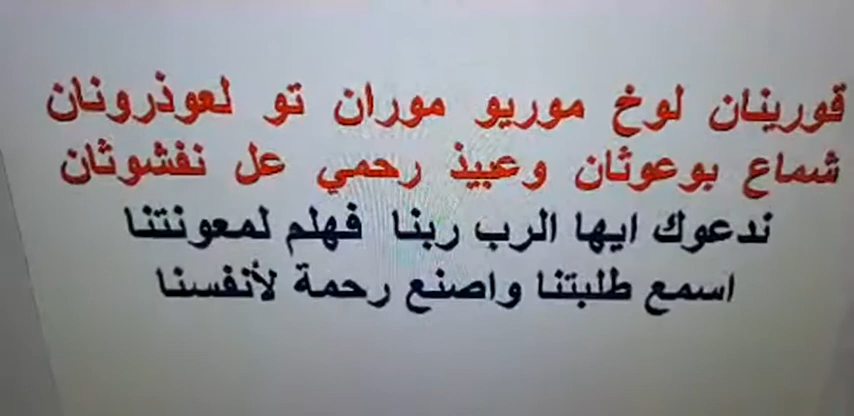 قورينان لوخ موريو موران تو لعوذرونان
شماع بوعوثان وعبيذ رحمي عل نفشوثان
ندعوك ايها الرب ربنا فهلم لمعونتنا
اسمع طلبتنا واصنع رحمة لأنفسنا